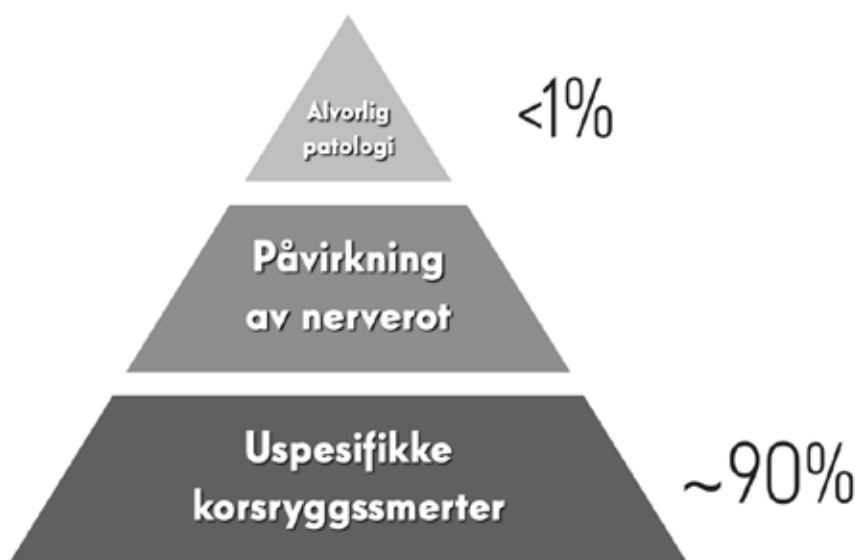 Alvorlig
patologi
<1%
Påvirkning
av nerverot
Uspesifikke
korsryggssmerter
~90%